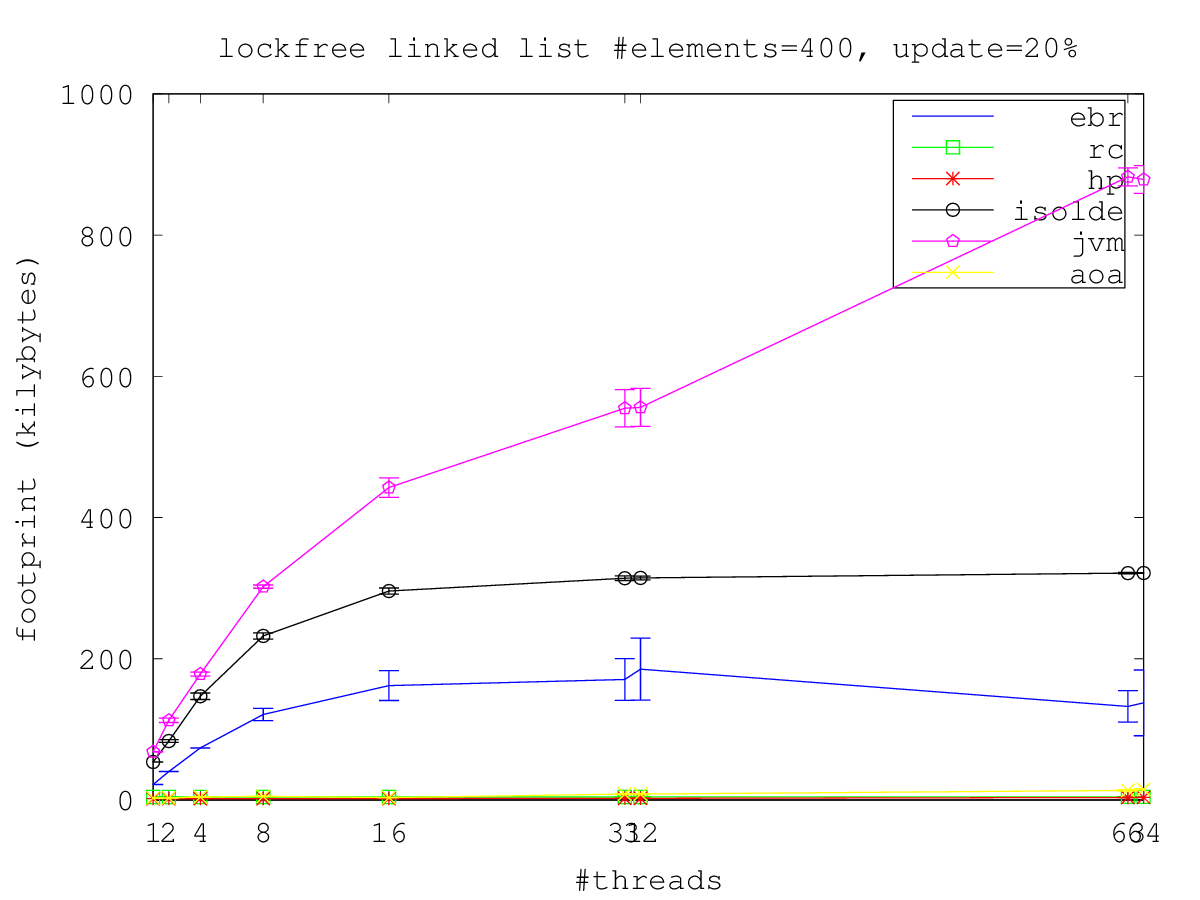 lockfree linked list #elements=400, update=20%
1000
800
600
400
200
0
footprint (kilybytes)
ebr
rc
hp
isolde
jvm
aoa
1 2 4 8 16 31 32 63 64
#threads